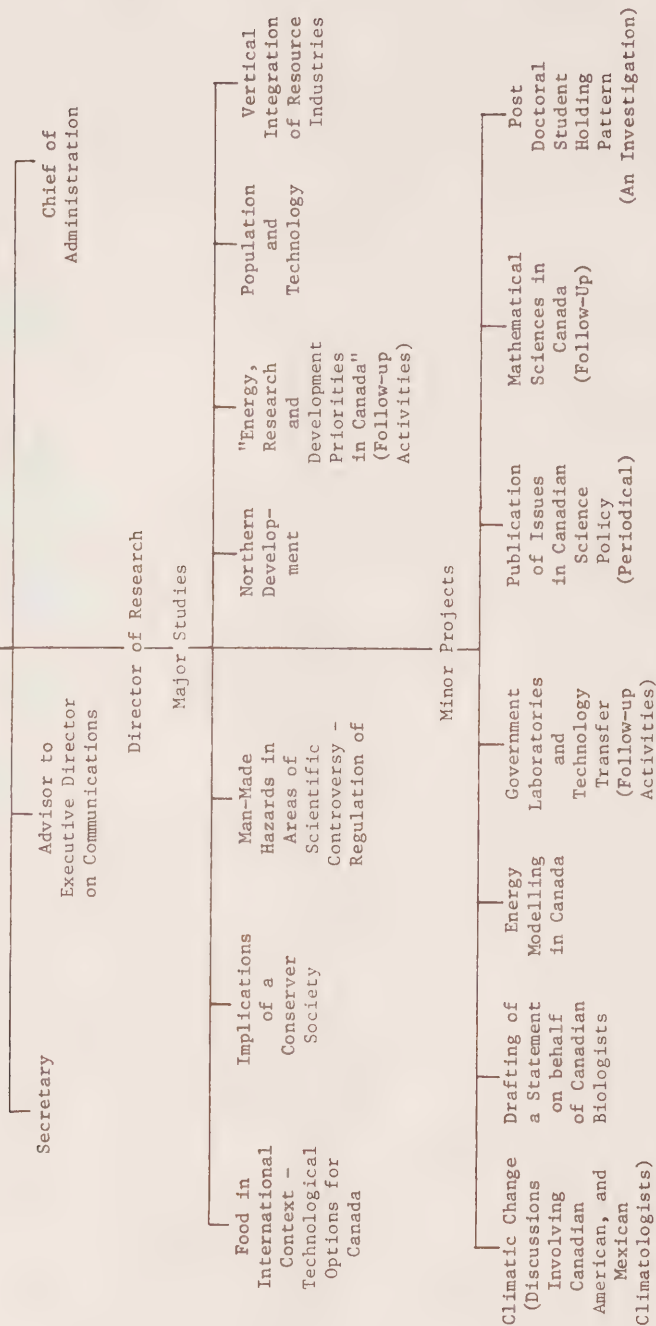 Secretary
Advisor to
Executive Director
on Communications
Chief of
Administration
Director of Research
Major Studies
Food in
International
Context -
Technological
Options for
Canada
Implications
of a
Conserver
Society
Man-Made
Hazards in
Areas of
Scientific
Controversy -
Regulation of
Northern
Develop-
ment
"Energy,
Research
and
Development
Priorities
in Canada"
(Follow-up
Activities)
Population
and
Technology
Vertical
Integration
of Resource
Industries
Minor Projects
Climatic Change
(Discussions
Involving
Canadian
American, and
Mexican
Climatologists)
Drafting of
a Statement
on behalf
of Canadian
Biologists
Energy
Modelling
in Canada
Government
Laboratories
and
Technology
Transfer
(Follow-up
Activities)
Publication
of Issues
in Canadian
Science
Policy
(Periodical)
Mathematical
Sciences in
Canada
(Follow-Up)
Post
Doctoral
Student
Holding
Pattern
(An Investigation)